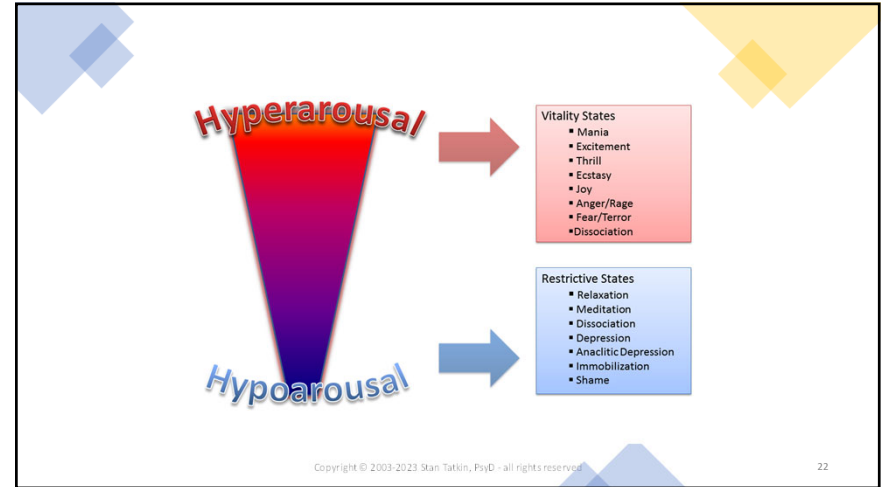 Hyperarousal
Vitality States
▪ Mania
▪ Excitement
▪ Thrill
▪ Ecstasy
▪ Joy
▪ Anger/Rage
▪ Fear/Terror
▪Dissociation
Restrictive States
▪ Relaxation
▪ Meditation
▪ Dissociation
▪ Depression
▪ Anaclitic Depression
▪ Immobilization
▪ Shame
Hypoarousal
Copyright © 2003-2023 Stan Tatkin, PsyD - all rights reserved
22